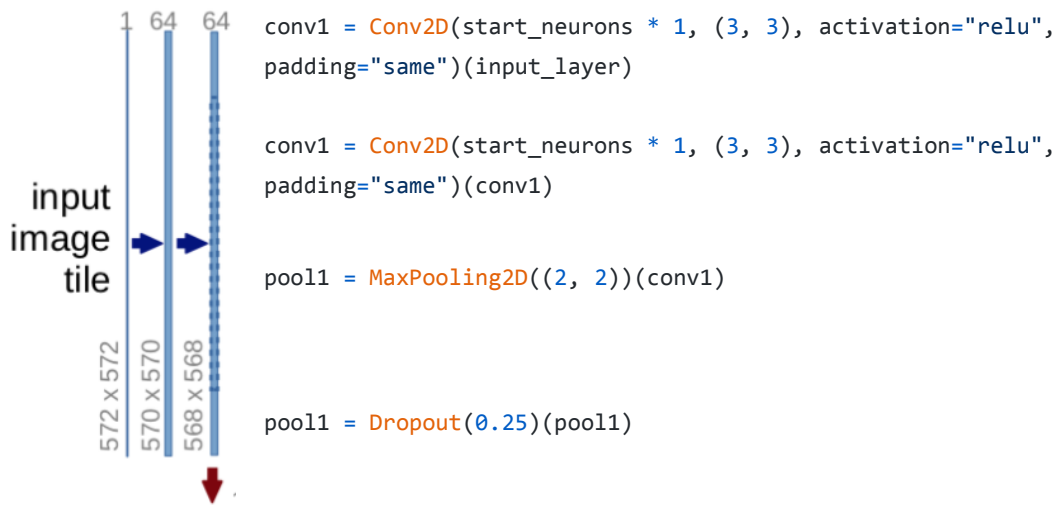 1 64 64
input
image
tile
572 x 572
570 x 570
568 x 568
conv1 = Conv2D(start_neurons * 1, (3, 3), activation="relu",
padding="same")(input_layer)
conv1 = Conv2D(start_neurons * 1, (3, 3), activation="relu",
padding="same")(conv1)
pool1 = MaxPooling2D((2, 2))(conv1)
pool1 = Dropout(0.25)(pool1)